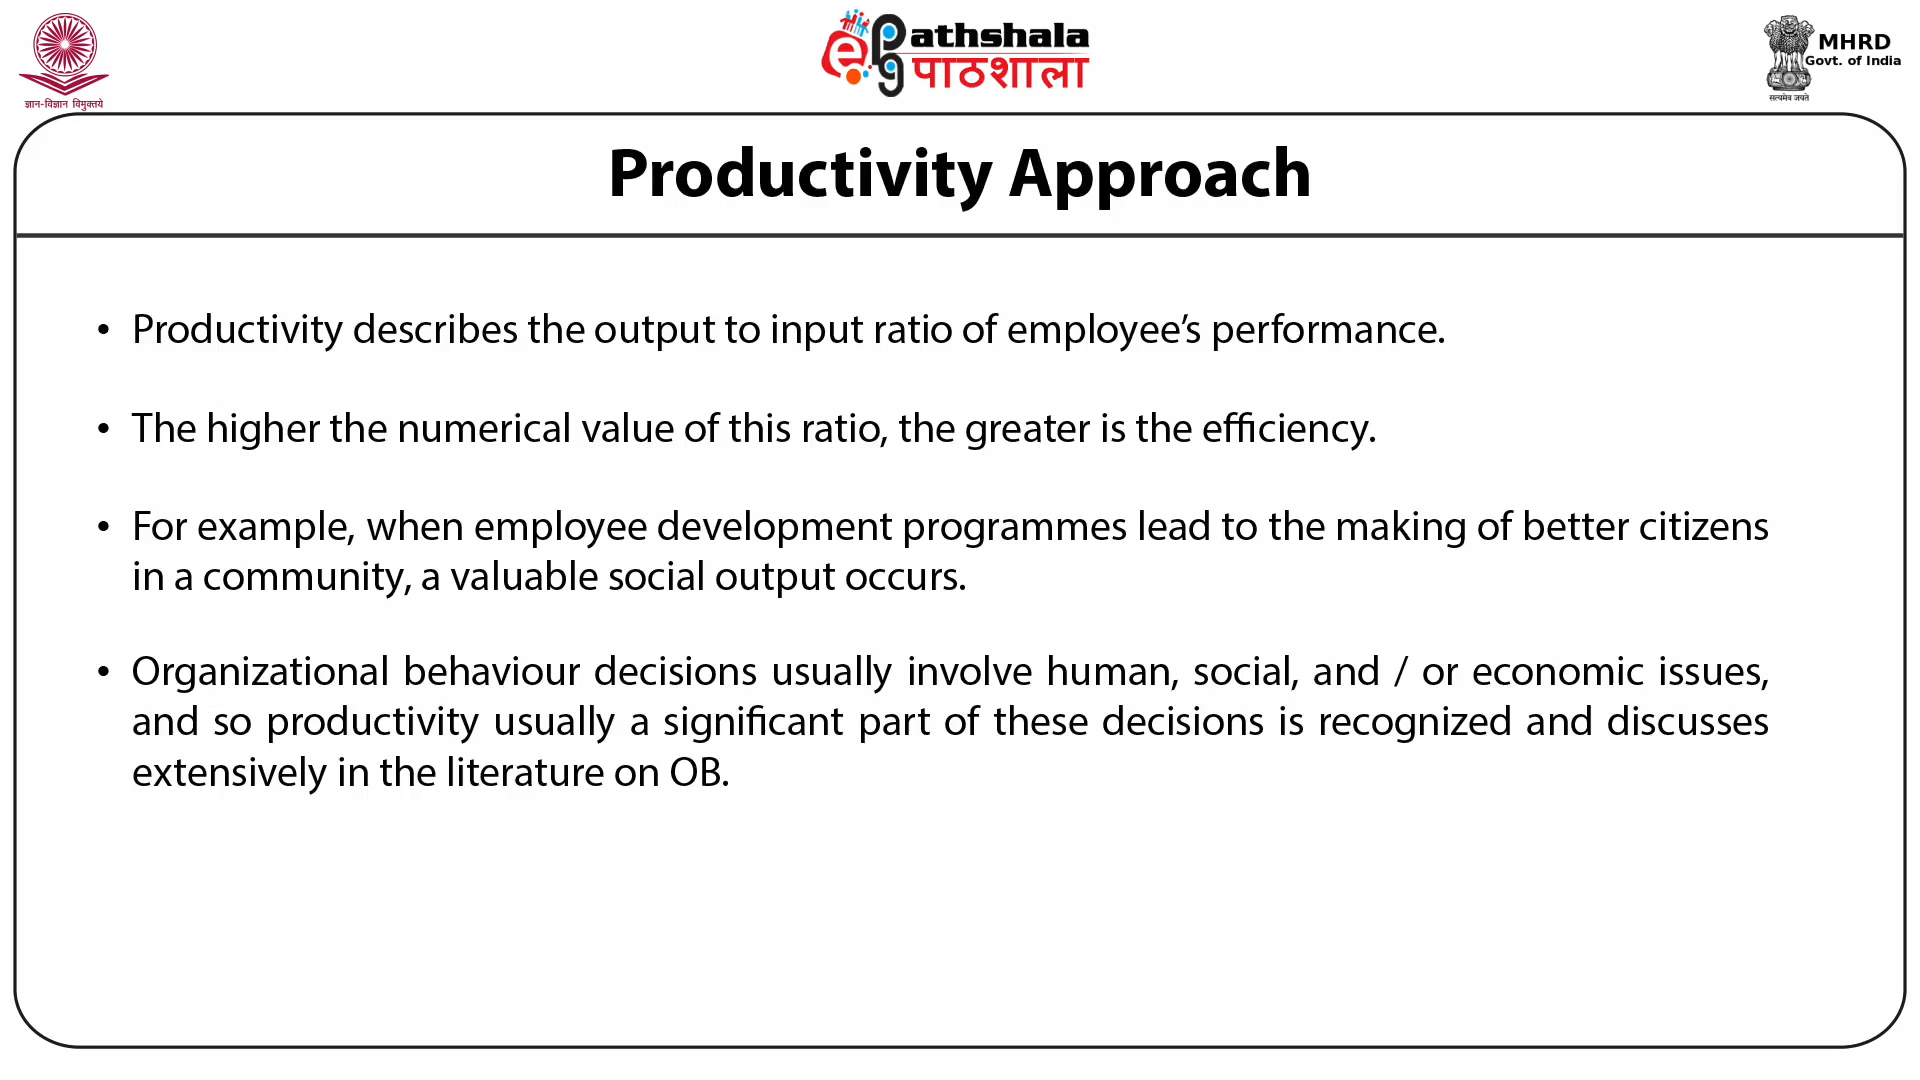 ज्ञान-विज्ञान विमुक्तये
ePg athshala
पाठशाला
MHRD
Govt. of India
सत्यमेव जयते
Productivity Approach
• Productivity describes the output to input ratio of employee’s performance.
• The higher the numerical value of this ratio, the greater is the efficiency.
• For example, when employee development programmes lead to the making of better citizens
in a community, a valuable social output occurs.
• Organizational behaviour decisions usually involve human, social, and / or economic issues,
and so productivity usually a significant part of these decisions is recognized and discusses
extensively in the literature on OB.